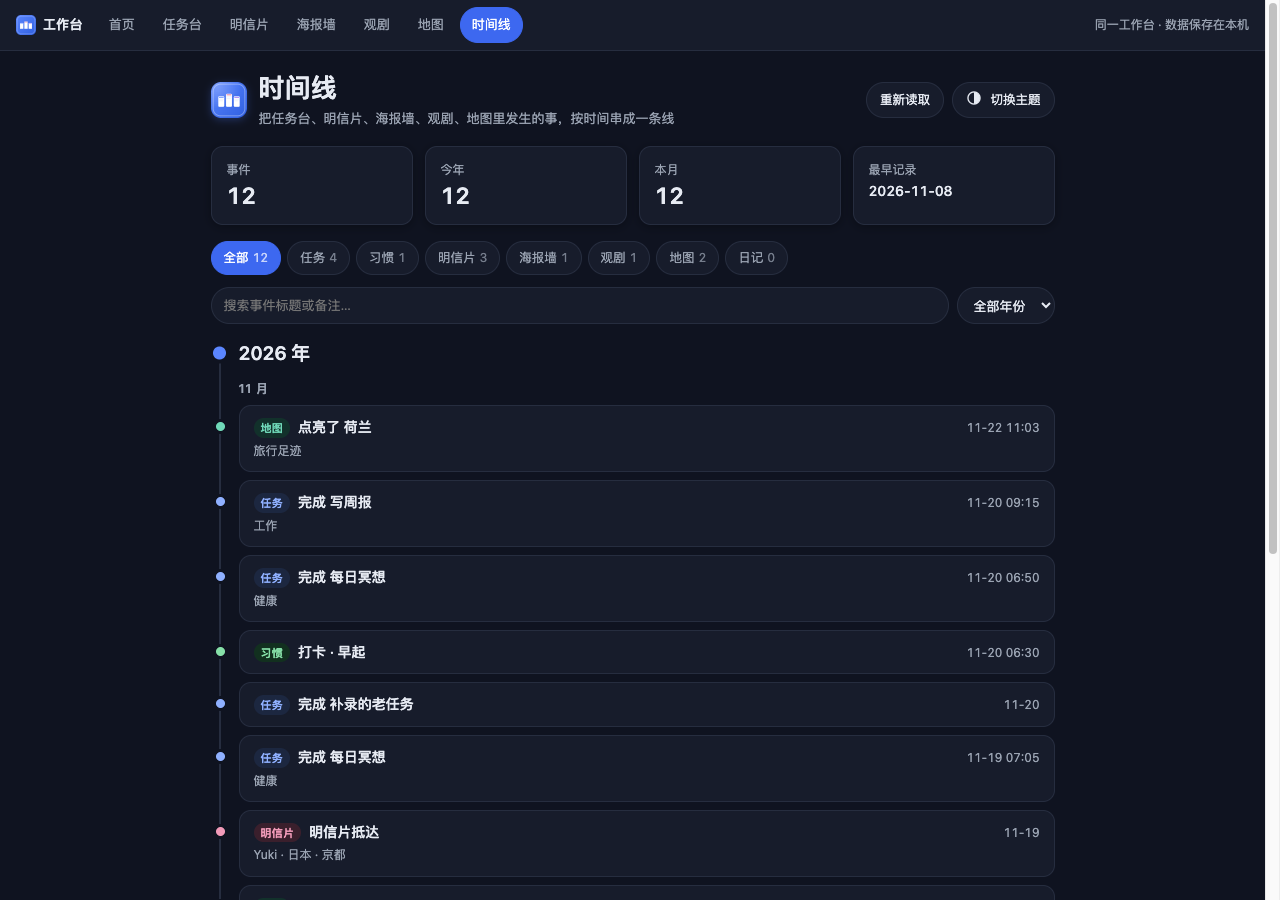 工作台 首页 任务台 明信片 海报墙 观剧 地图 时间线 同一工作台 · 数据保存在本机
时间线
把任务台、明信片、海报墙、观剧、地图里发生的事，按时间串成一条线
重新读取 切换主题
事件 今年 本月 最早记录
12 12 12 2026-11-08
全部 12 任务 4 习惯 1 明信片 3 海报墙 1 观剧 1 地图 2 日记 0
搜索事件标题或备注... 全部年份
2026 年
11 月
地图 点亮了 荷兰 11-22 11:03
旅行足迹
任务 完成 写周报 11-20 09:15
工作
任务 完成 每日冥想 11-20 06:50
健康
习惯 打卡 · 早起 11-20 06:30
任务 完成 补录的老任务 11-20
任务 完成 每日冥想 11-19 07:05
健康
明信片 明信片抵达 11-19
Yuki · 日本 · 京都